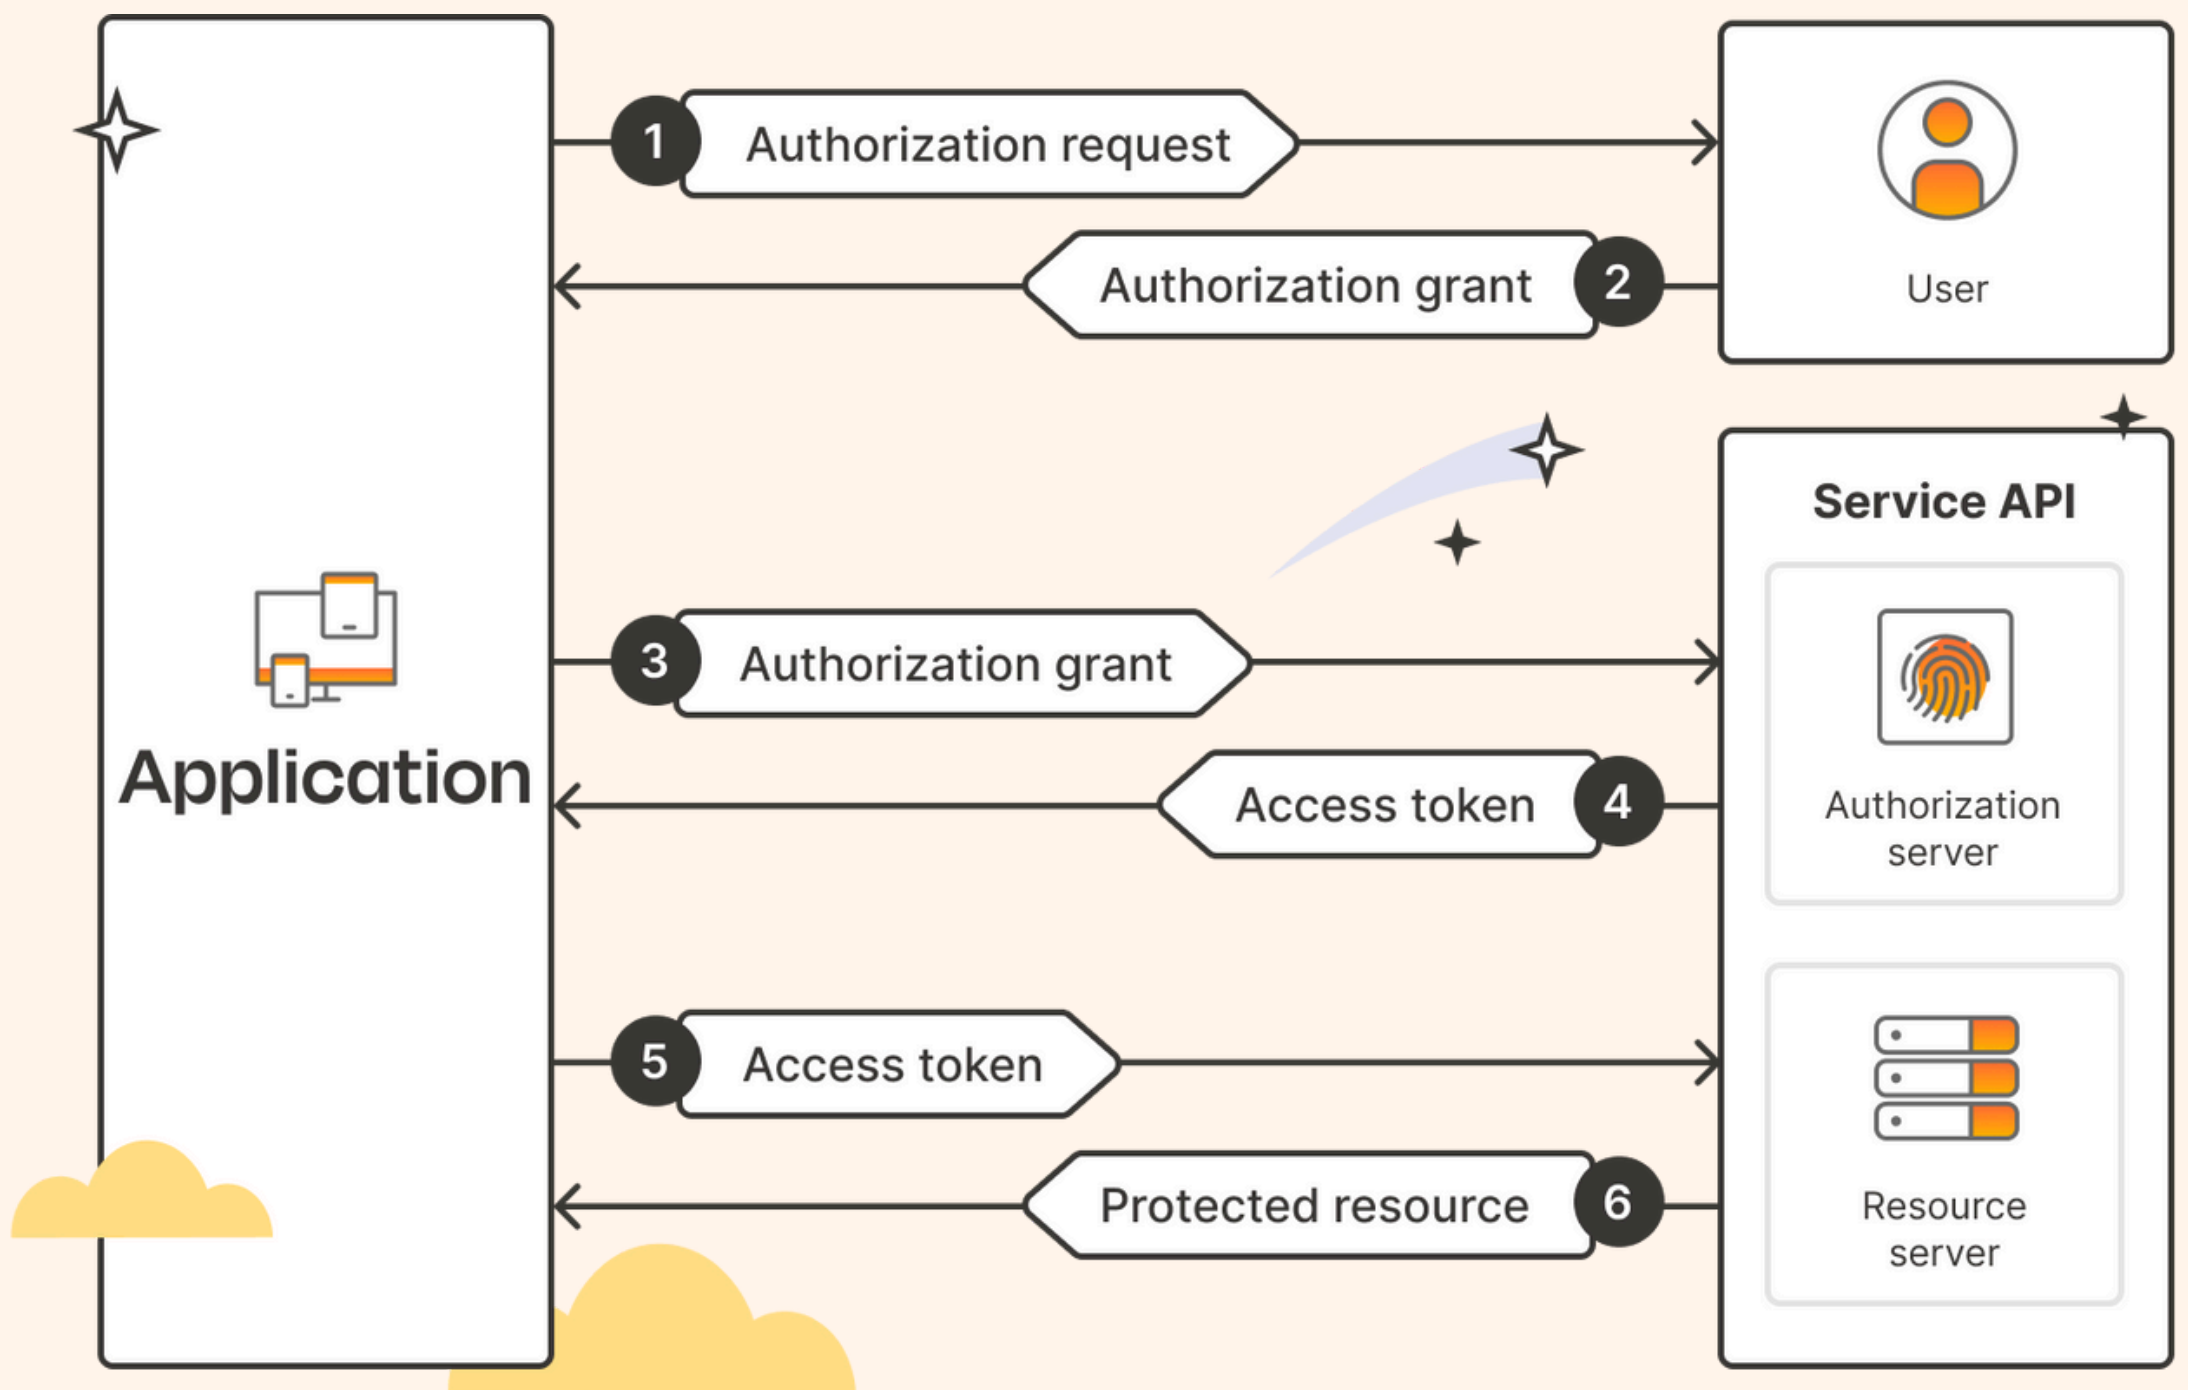 1 Authorization request
User
Authorization grant 2
Service API
3 Authorization grant
Application
Access token 4
Authorization
server
5 Access token
Protected resource 6
Resource
server